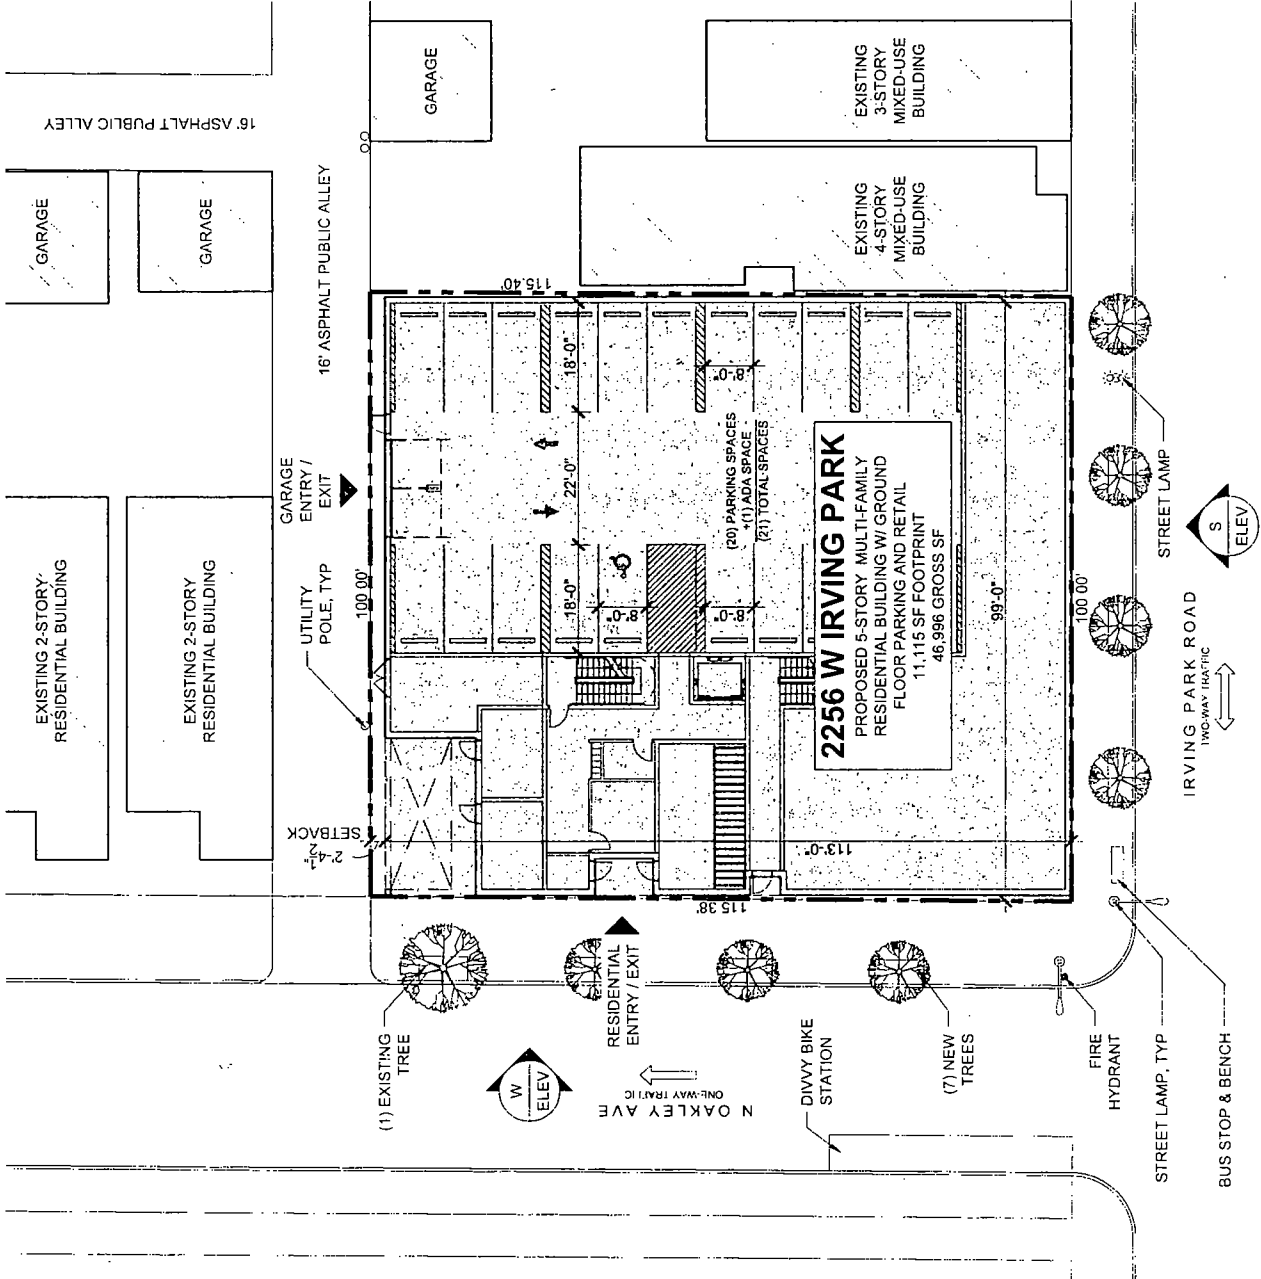 16' ASPHALT PUBLIC ALLEY
GARAGE
GARAGE
GARAGE
16' ASPHALT PUBLIC ALLEY
EXISTING
3-STORY
MIXED-USE
BUILDING
EXISTING
4-STORY
MIXED-USE
BUILDING
EXISTING 2-STORY
RESIDENTIAL BUILDING
EXISTING 2-STORY
RESIDENTIAL BUILDING
GARAGE
ENTRY /
EXIT
UTILITY
POLE, TYP
100 00'
115.40'
18'-0"
22'-0"
18'-0"
8'-0"
8'-0"
8'-0"
(20) PARKING SPACES
+(1) ADA SPACE
(21) TOTAL SPACES
2256 W IRVING PARK
PROPOSED 5-STORY MULTI-FAMILY
RESIDENTIAL BUILDING W/ GROUND
FLOOR PARKING AND RETAIL
11,115 SF FOOTPRINT
46,996 GROSS SF
99'-0"
100 00'
2'-4 1/2"
SETBACK
113'-0"
115 38'
STREET LAMP
S
ELEV
IRVING PARK ROAD
TWO-WAY TRAFFIC
RESIDENTIAL
ENTRY / EXIT
(1) EXISTING
TREE
W
ELEV
N OAKLEY AVE
ONE-WAY TRAFFIC
DIVVY BIKE
STATION
(7) NEW
TREES
FIRE
HYDRANT
STREET LAMP, TYP
BUS STOP & BENCH